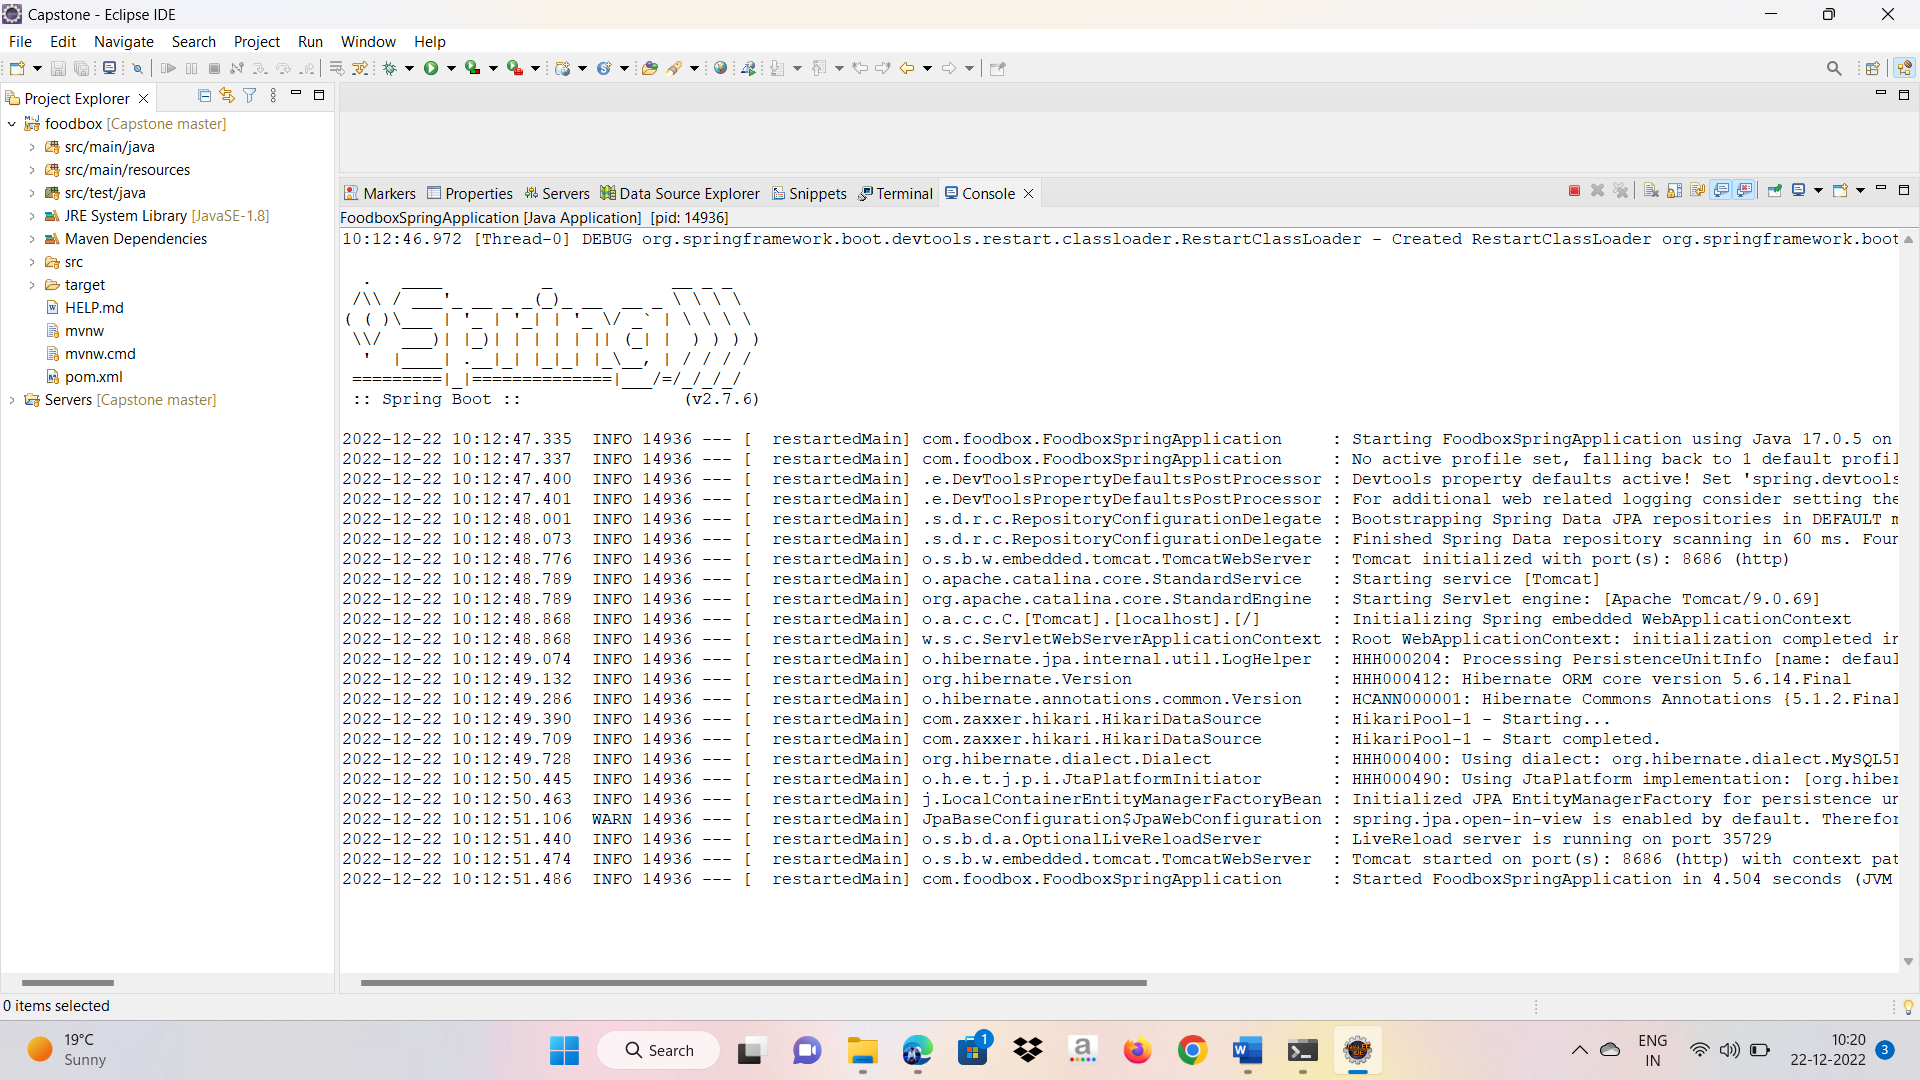 Capstone - Eclipse IDE
File Edit Navigate Search Project Run Window Help
Project Explorer
foodbox [Capstone master]
src/main/java
src/main/resources
src/test/java
JRE System Library [JavaSE-1.8]
Maven Dependencies
src
target
HELP.md
mvnw
mvnw.cmd
pom.xml
Servers [Capstone master]
Markers Properties Servers Data Source Explorer Snippets Terminal Console
FoodboxSpringApplication [Java Application] [pid: 14936]
10:12:46.972 [Thread-0] DEBUG org.springframework.boot.devtools.restart.classloader.RestartClassLoader - Created RestartClassLoader org.springframework.boot
Spring
:: Spring Boot :: (v2.7.6)
2022-12-22 10:12:47.335 INFO 14936 --- [ restartedMain] com.foodbox.FoodboxSpringApplication : Starting FoodboxSpringApplication using Java 17.0.5 on
2022-12-22 10:12:47.337 INFO 14936 --- [ restartedMain] com.foodbox.FoodboxSpringApplication : No active profile set, falling back to 1 default profil
2022-12-22 10:12:47.400 INFO 14936 --- [ restartedMain] .e.DevToolsPropertyDefaultsPostProcessor : Devtools property defaults active! Set 'spring.devtools
2022-12-22 10:12:47.401 INFO 14936 --- [ restartedMain] .e.DevToolsPropertyDefaultsPostProcessor : For additional web related logging consider setting the
2022-12-22 10:12:48.001 INFO 14936 --- [ restartedMain] .s.d.r.c.RepositoryConfigurationDelegate : Bootstrapping Spring Data JPA repositories in DEFAULT m
2022-12-22 10:12:48.073 INFO 14936 --- [ restartedMain] .s.d.r.c.RepositoryConfigurationDelegate : Finished Spring Data repository scanning in 60 ms. Foun
2022-12-22 10:12:48.776 INFO 14936 --- [ restartedMain] o.s.b.w.embedded.tomcat.TomcatWebServer : Tomcat initialized with port(s): 8686 (http)
2022-12-22 10:12:48.789 INFO 14936 --- [ restartedMain] o.apache.catalina.core.StandardService : Starting service [Tomcat]
2022-12-22 10:12:48.789 INFO 14936 --- [ restartedMain] org.apache.catalina.core.StandardEngine : Starting Servlet engine: [Apache Tomcat/9.0.69]
2022-12-22 10:12:48.868 INFO 14936 --- [ restartedMain] o.a.c.c.C.[Tomcat].[localhost].[/] : Initializing Spring embedded WebApplicationContext
2022-12-22 10:12:48.868 INFO 14936 --- [ restartedMain] w.s.c.ServletWebServerApplicationContext : Root WebApplicationContext: initialization completed in
2022-12-22 10:12:49.074 INFO 14936 --- [ restartedMain] o.hibernate.jpa.internal.util.LogHelper : HHH000204: Processing PersistenceUnitInfo [name: defaul
2022-12-22 10:12:49.132 INFO 14936 --- [ restartedMain] org.hibernate.Version : HHH000412: Hibernate ORM core version 5.6.14.Final
2022-12-22 10:12:49.286 INFO 14936 --- [ restartedMain] o.hibernate.annotations.common.Version : HCANN000001: Hibernate Commons Annotations {5.1.2.Final
2022-12-22 10:12:49.390 INFO 14936 --- [ restartedMain] com.zaxxer.hikari.HikariDataSource : HikariPool-1 - Starting...
2022-12-22 10:12:49.709 INFO 14936 --- [ restartedMain] com.zaxxer.hikari.HikariDataSource : HikariPool-1 - Start completed.
2022-12-22 10:12:49.728 INFO 14936 --- [ restartedMain] org.hibernate.dialect.Dialect : HHH000400: Using dialect: org.hibernate.dialect.MySQL5I
2022-12-22 10:12:50.445 INFO 14936 --- [ restartedMain] o.h.e.t.j.p.i.JtaPlatformInitiator : HHH000490: Using JtaPlatform implementation: [org.hiber
2022-12-22 10:12:50.463 INFO 14936 --- [ restartedMain] j.LocalContainerEntityManagerFactoryBean : Initialized JPA EntityManagerFactory for persistence un
2022-12-22 10:12:51.106 WARN 14936 --- [ restartedMain] JpaBaseConfiguration$JpaWebConfiguration : spring.jpa.open-in-view is enabled by default. Therefor
2022-12-22 10:12:51.440 INFO 14936 --- [ restartedMain] o.s.b.d.a.OptionalLiveReloadServer : LiveReload server is running on port 35729
2022-12-22 10:12:51.474 INFO 14936 --- [ restartedMain] o.s.b.w.embedded.tomcat.TomcatWebServer : Tomcat started on port(s): 8686 (http) with context pat
2022-12-22 10:12:51.486 INFO 14936 --- [ restartedMain] com.foodbox.FoodboxSpringApplication : Started FoodboxSpringApplication in 4.504 seconds (JVM
0 items selected
19°C
Sunny
Search
1
ENG
IN
10:20
22-12-2022
3